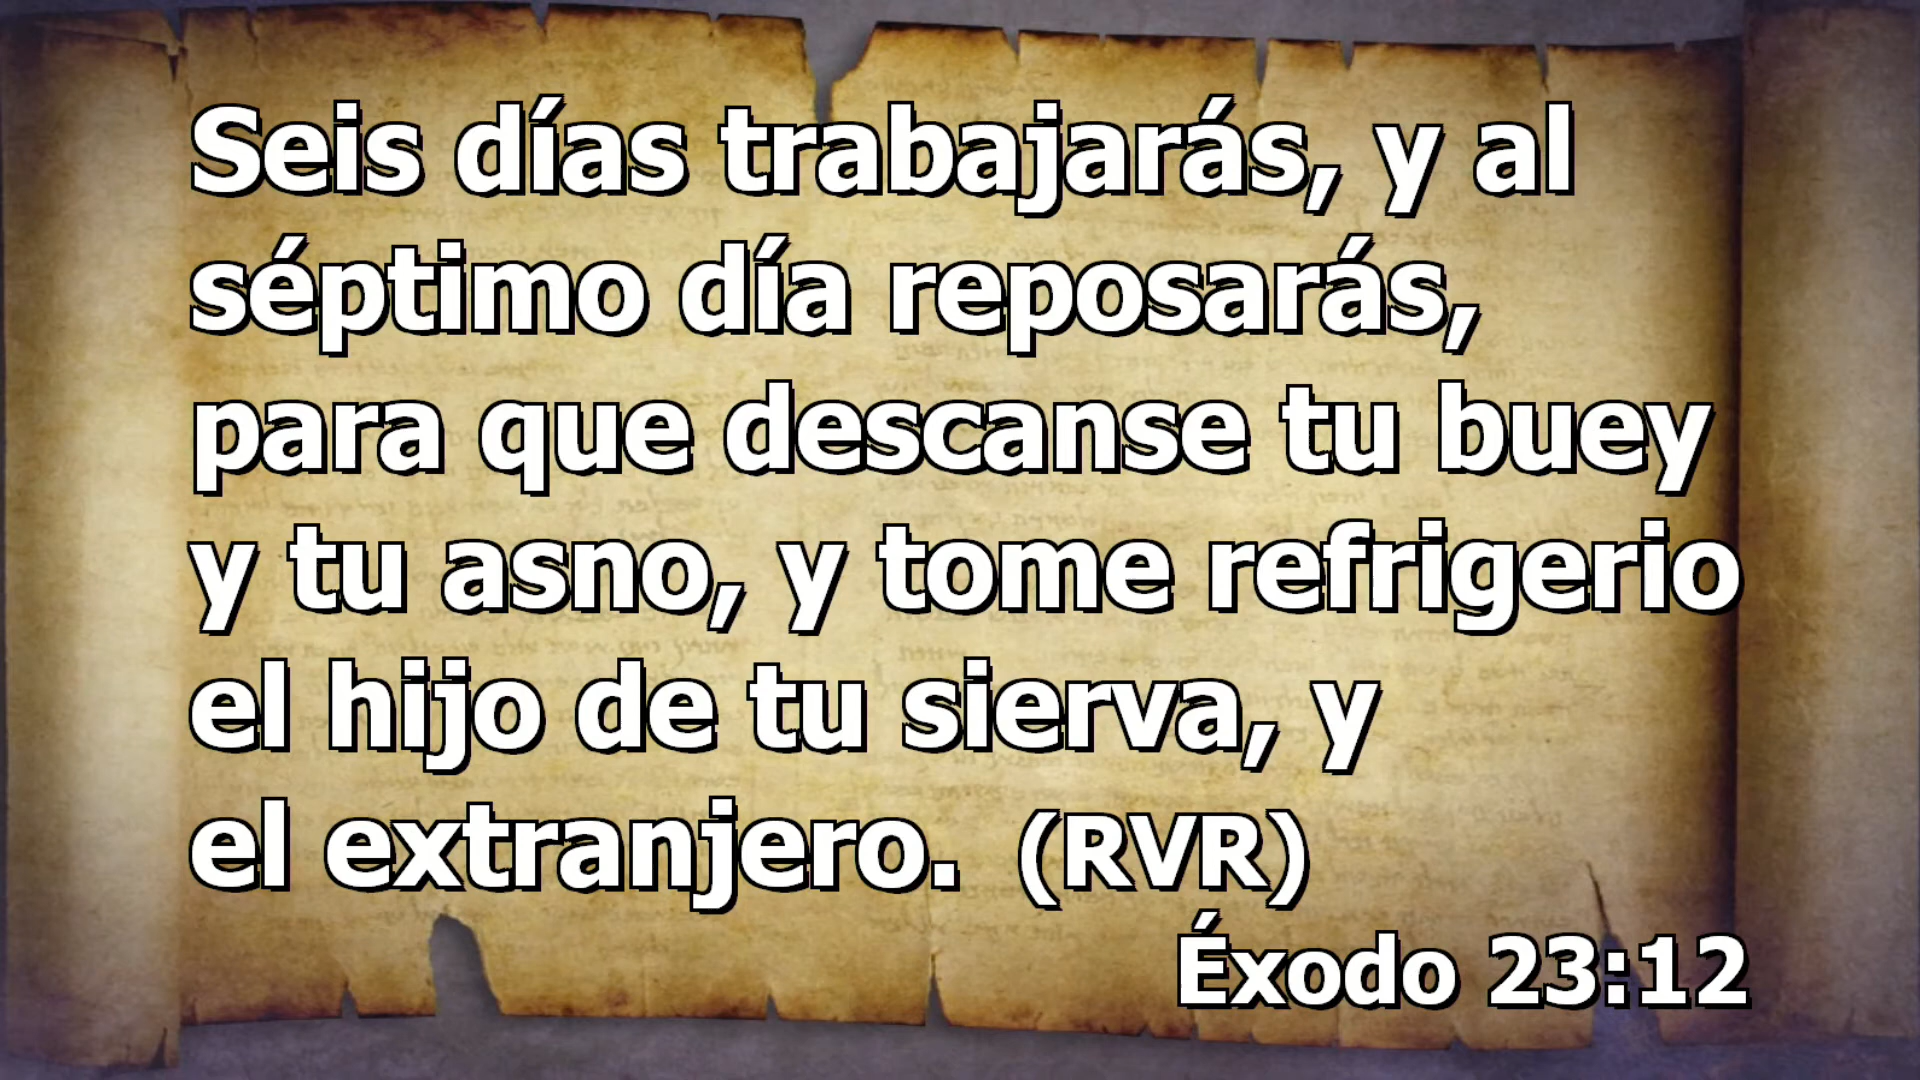 Seis días trabajarás, y al
séptimo día reposarás,
para que descanse tu buey
y tu asno, y tome refrigerio
el hijo de tu sierva, y
el extranjero. (RVR)
Éxodo 23:12